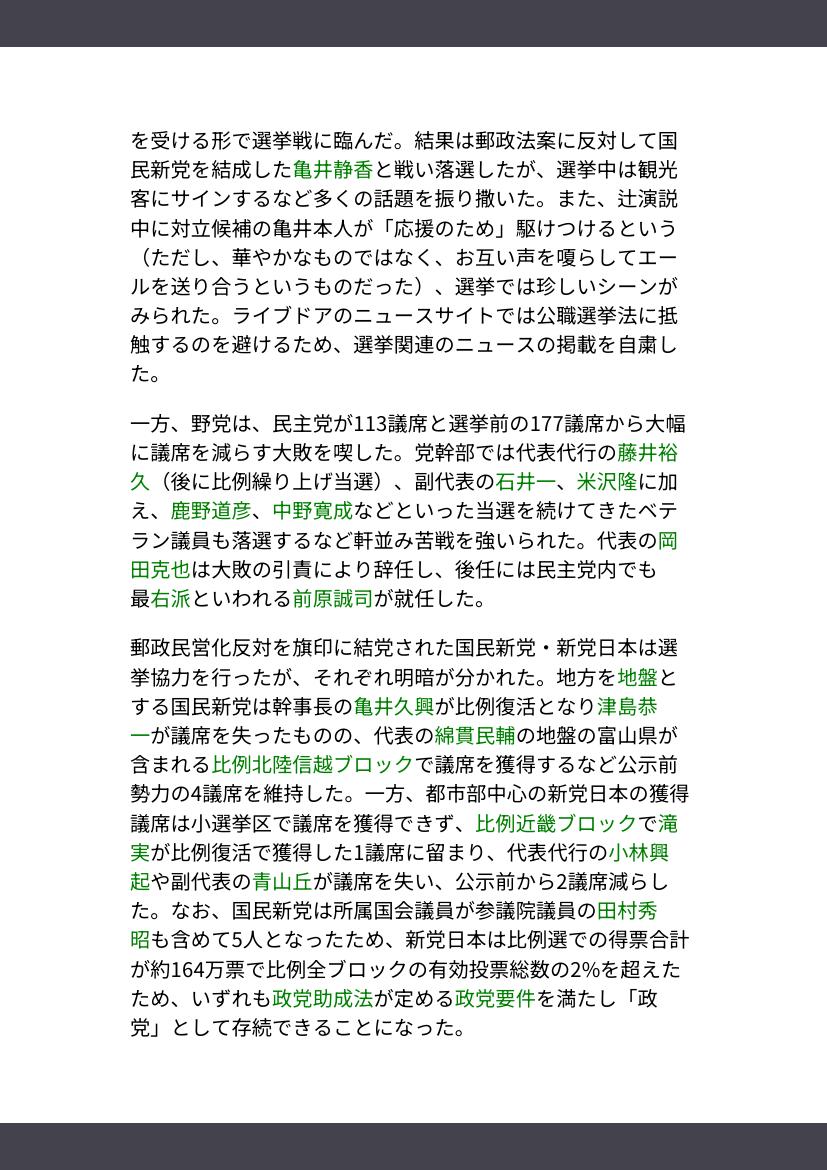 を受ける形で選挙戦に臨んだ。結果は郵政法案に反対して国
民新党を結成した亀井静香と戦い落選したが、選挙中は観光
客にサインするなど多くの話題を振り撒いた。また、辻演説
中に対立候補の亀井本人が「応援のため」駆けつけるという
（ただし、華やかなものではなく、お互い声を嗄らしてエー
ルを送り合うというものだった）、選挙では珍しいシーンが
みられた。ライブドアのニュースサイトでは公職選挙法に抵
触するのを避けるため、選挙関連のニュースの掲載を自粛し
た。
一方、野党は、民主党が113議席と選挙前の177議席から大幅
に議席を減らす大敗を喫した。党幹部では代表代行の藤井裕
久（後に比例繰り上げ当選）、副代表の石井一、米沢隆に加
え、鹿野道彦、中野寛成などといった当選を続けてきたベテ
ラン議員も落選するなど軒並み苦戦を強いられた。代表の岡
田克也は大敗の引責により辞任し、後任には民主党内でも
最右派といわれる前原誠司が就任した。
郵政民営化反対を旗印に結党された国民新党・新党日本は選
挙協力を行ったが、それぞれ明暗が分かれた。地方を地盤と
する国民新党は幹事長の亀井久興が比例復活となり津島恭
一が議席を失ったものの、代表の綿貫民輔の地盤の富山県が
含まれる比例北陸信越ブロックで議席を獲得するなど公示前
勢力の4議席を維持した。一方、都市部中心の新党日本の獲得
議席は小選挙区で議席を獲得できず、比例近畿ブロックで滝
実が比例復活で獲得した1議席に留まり、代表代行の小林興
起や副代表の青山丘が議席を失い、公示前から2議席減らし
た。なお、国民新党は所属国会議員が参議院議員の田村秀
昭も含めて5人となったため、新党日本は比例選での得票合計
が約164万票で比例全ブロックの有効投票総数の2%を超えた
ため、いずれも政党助成法が定める政党要件を満たし「政
党」として存続できることになった。